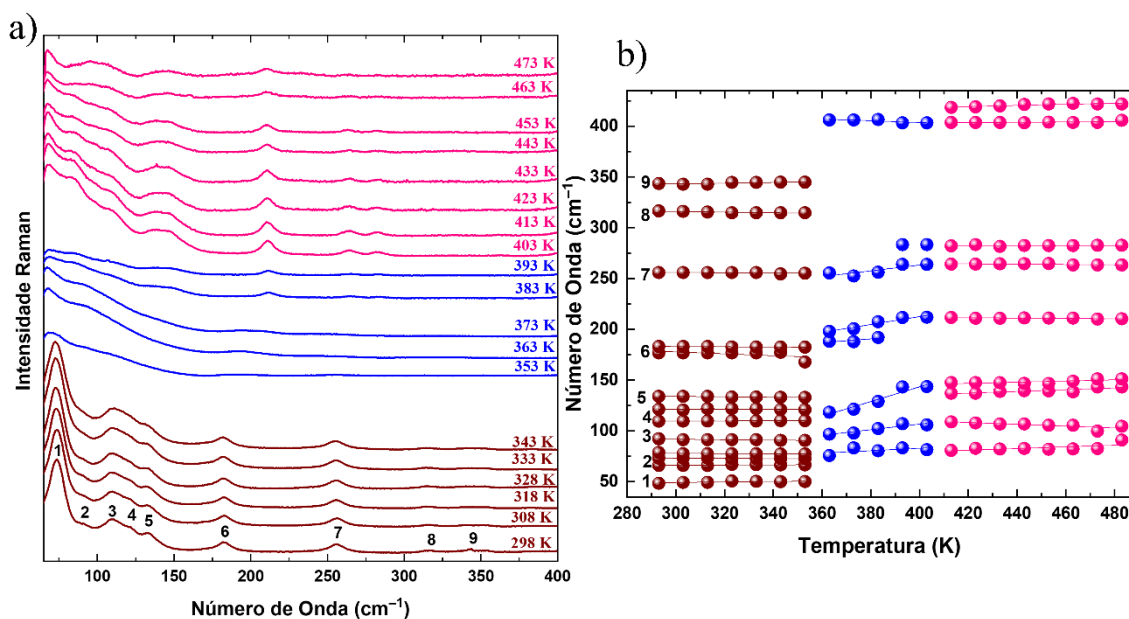 a)
Intensidade Raman
473 K
463 K
453 K
443 K
433 K
423 K
413 K
403 K
393 K
383 K
373 K
363 K
353 K
343 K
333 K
328 K
318 K
308 K
298 K
1
2 3 4 5 6 7 8 9
100 150 200 250 300 350 400
Número de Onda (cm⁻¹)
b)
Número de Onda (cm⁻¹)
400
350
300
250
200
150
100
50
9
8
7
6
5
4
3
2
1
280 300 320 340 360 380 400 420 440 460 480
Temperatura (K)